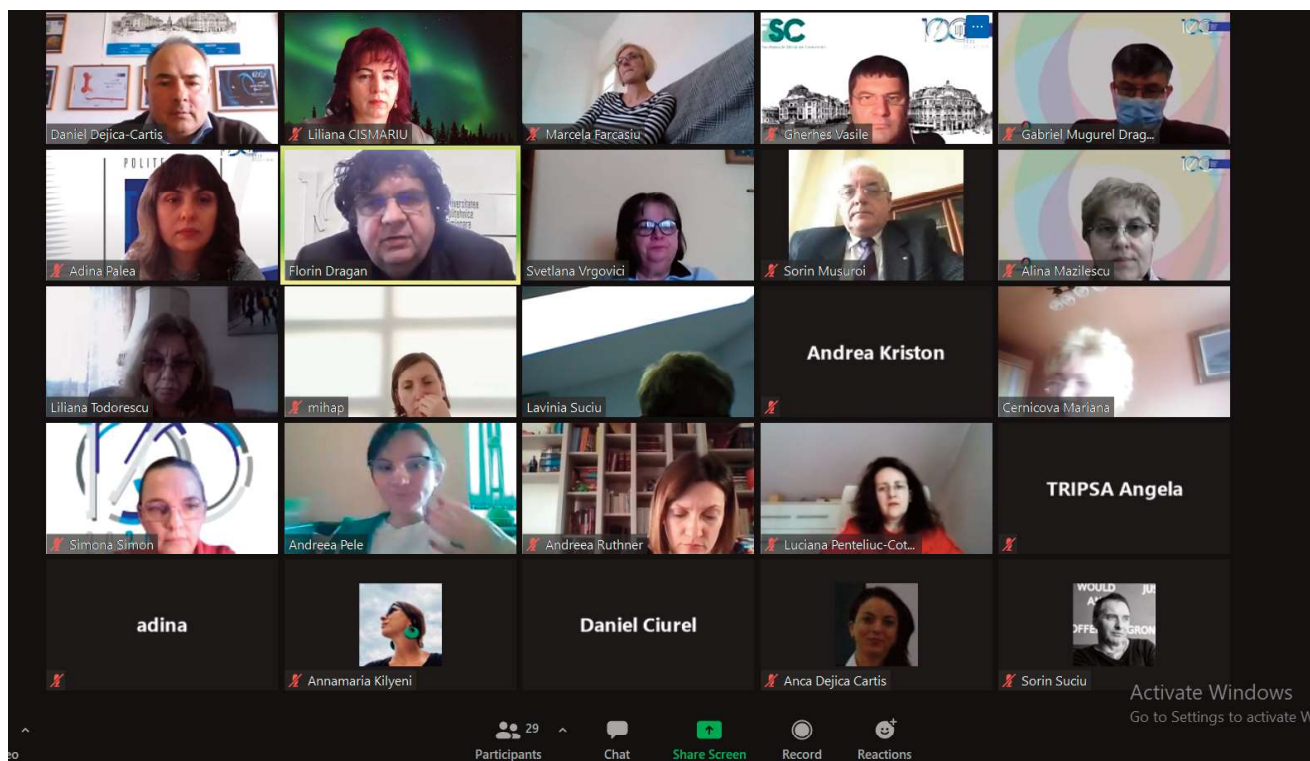 Daniel Dejica-Cartis
Liliana CISMARIU
Marcela Farcasiu
SC
Gherhes Vasile
Gabriel Mugurel Drag...
POLITE
Adina Palea
Florin Dragan
Svetlana Vrgovici
Sorin Musuroi
Alina Mazilescu
Liliana Todorescu
mihap
Lavinia Suciu
Andrea Kriston
Cernicova Mariana
Simona Simon
Andreea Pele
Andreea Ruthner
Luciana Penteliuc-Cot...
TRIPSA Angela
adina
Annamaria Kilyeni
Daniel Ciurel
Anca Dejica Cartis
WOULD JUS
Sorin Suciu
Activate Windows
Go to Settings to activate W
eo
29
Participants
Chat
Share Screen
Record
Reactions